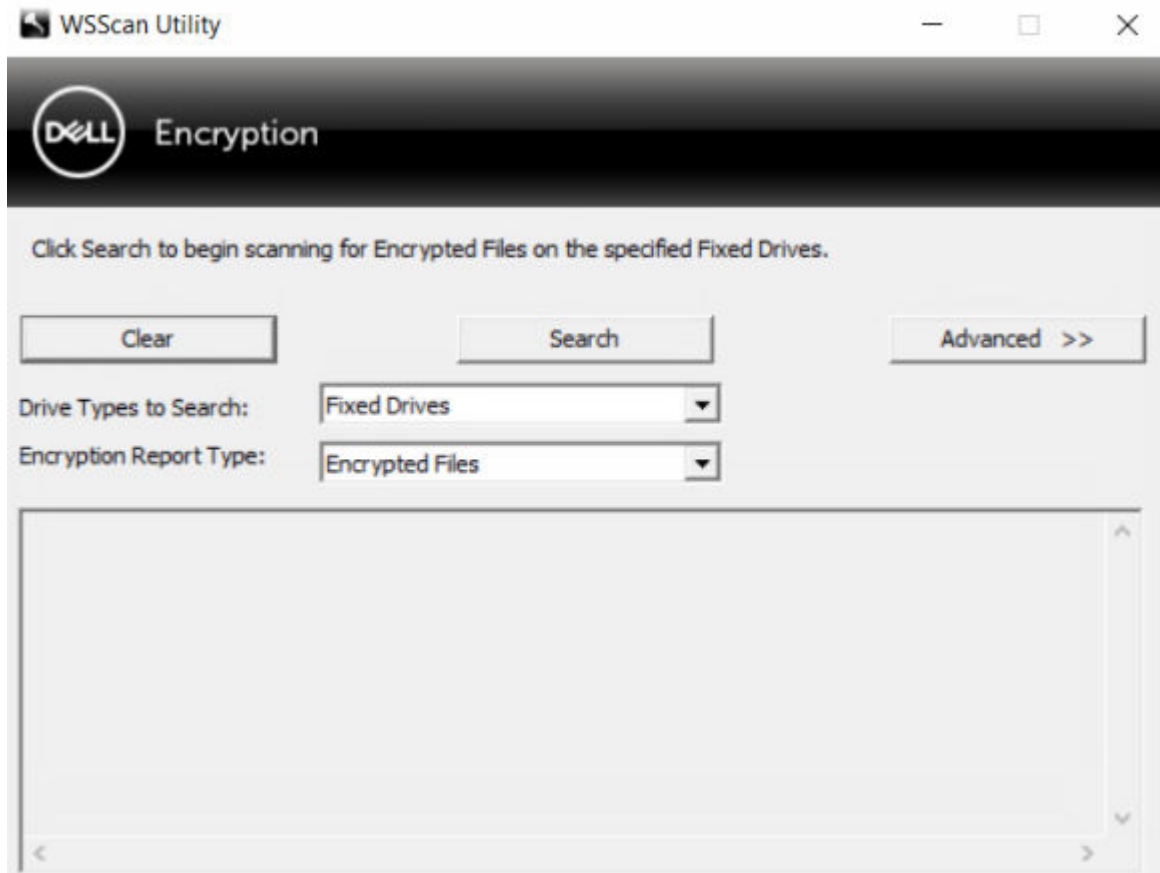 WSScan Utility
DELL Encryption
Click Search to begin scanning for Encrypted Files on the specified Fixed Drives.
Clear Search Advanced >>
Drive Types to Search: Fixed Drives
Encryption Report Type: Encrypted Files